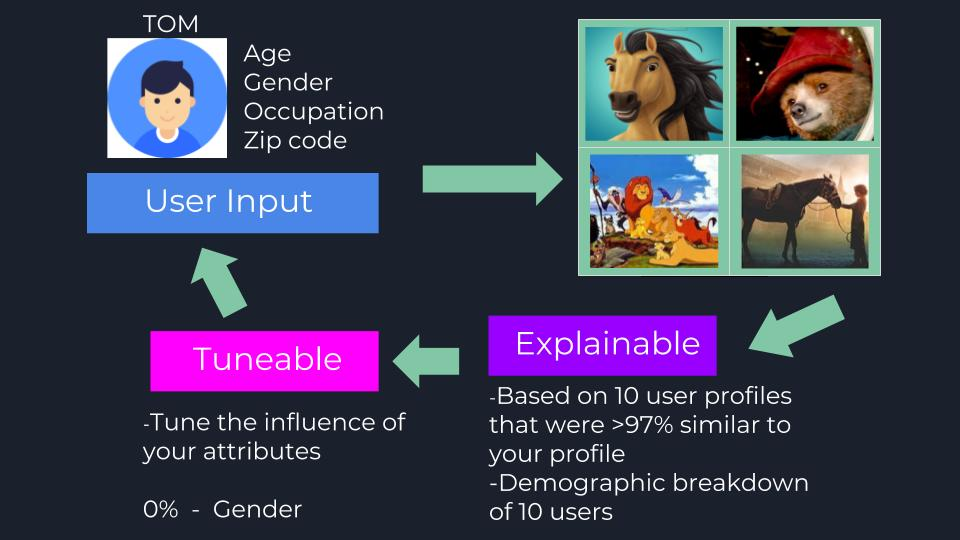 TOM
Age
Gender
Occupation
Zip code
User Input
Explainable
-Based on 10 user profiles
that were >97% similar to
your profile
-Demographic breakdown
of 10 users
Tuneable
-Tune the influence of
your attributes
0% - Gender